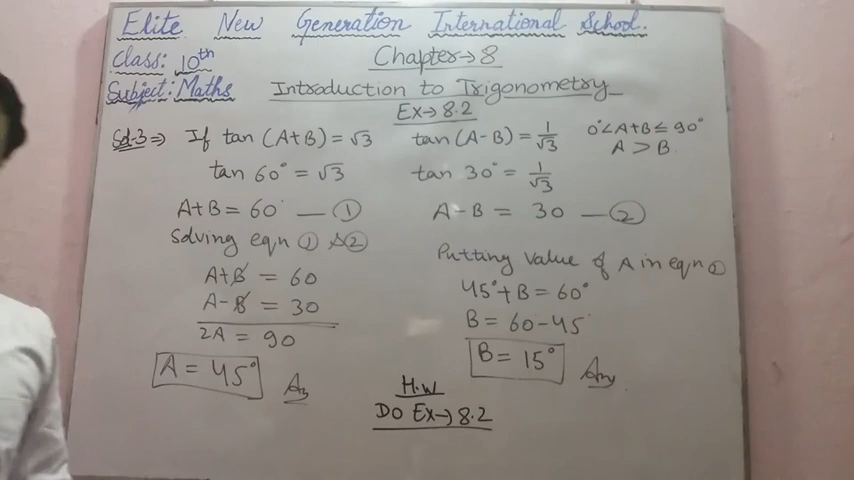 Elite New Generation International School.
Class: 10th
Chapter→8
Subject: Maths
Introduction to Trigonometry
Ex→8.2
Sol.3⇒ If tan (A+B) = √3 tan (A-B) = 1/√3 0°<A+B≤90°
A > B
tan 60° = √3 tan 30° = 1/√3
A+B = 60° — ① A-B = 30 — ②
Solving eqn ① & ②
A+B = 60
A-B = 30
2A = 90
A = 45° Ans
Putting value of A in eqn ①
45°+B = 60°
B = 60-45
B = 15° Ans
H.W
Do Ex→8.2